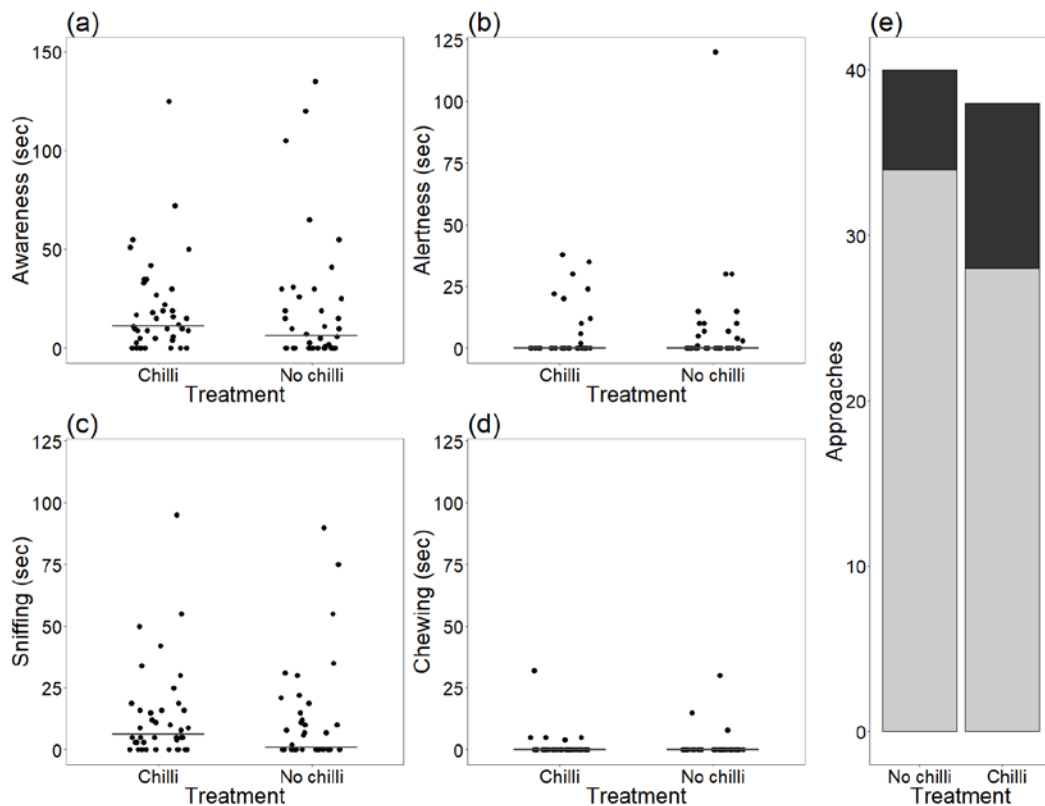 (a)
150
100
50
0
Awareness (sec)
Chilli
No chilli
Treatment
(b)
125
100
75
50
25
0
Alertness (sec)
Chilli
No chilli
Treatment
(c)
125
100
75
50
25
0
Sniffing (sec)
Chilli
No chilli
Treatment
(d)
125
100
75
50
25
0
Chewing (sec)
Chilli
No chilli
Treatment
(e)
40
30
20
10
0
Approaches
No chilli
Chilli
Treatment